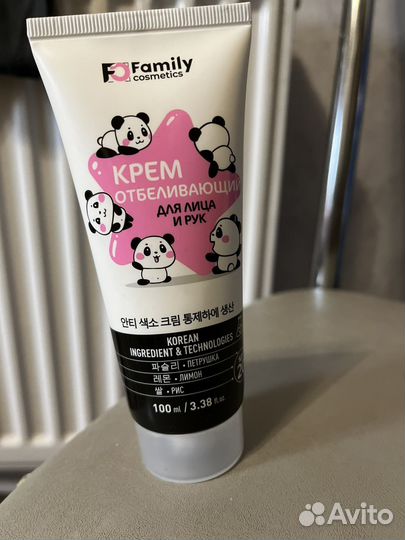 Family
cosmetics
КРЕМ
ОТБЕЛИВАЮЩИЙ
ДЛЯ ЛИЦА
И РУК
안티 색소 크림 통제하에 생산
KOREAN
INGREDIENT & TECHNOLOGIES
파슬리 • ПЕТРУШКА
레몬 • ЛИМОН
쌀 • РИС
100 ml / 3.38 fl. oz.
Avito